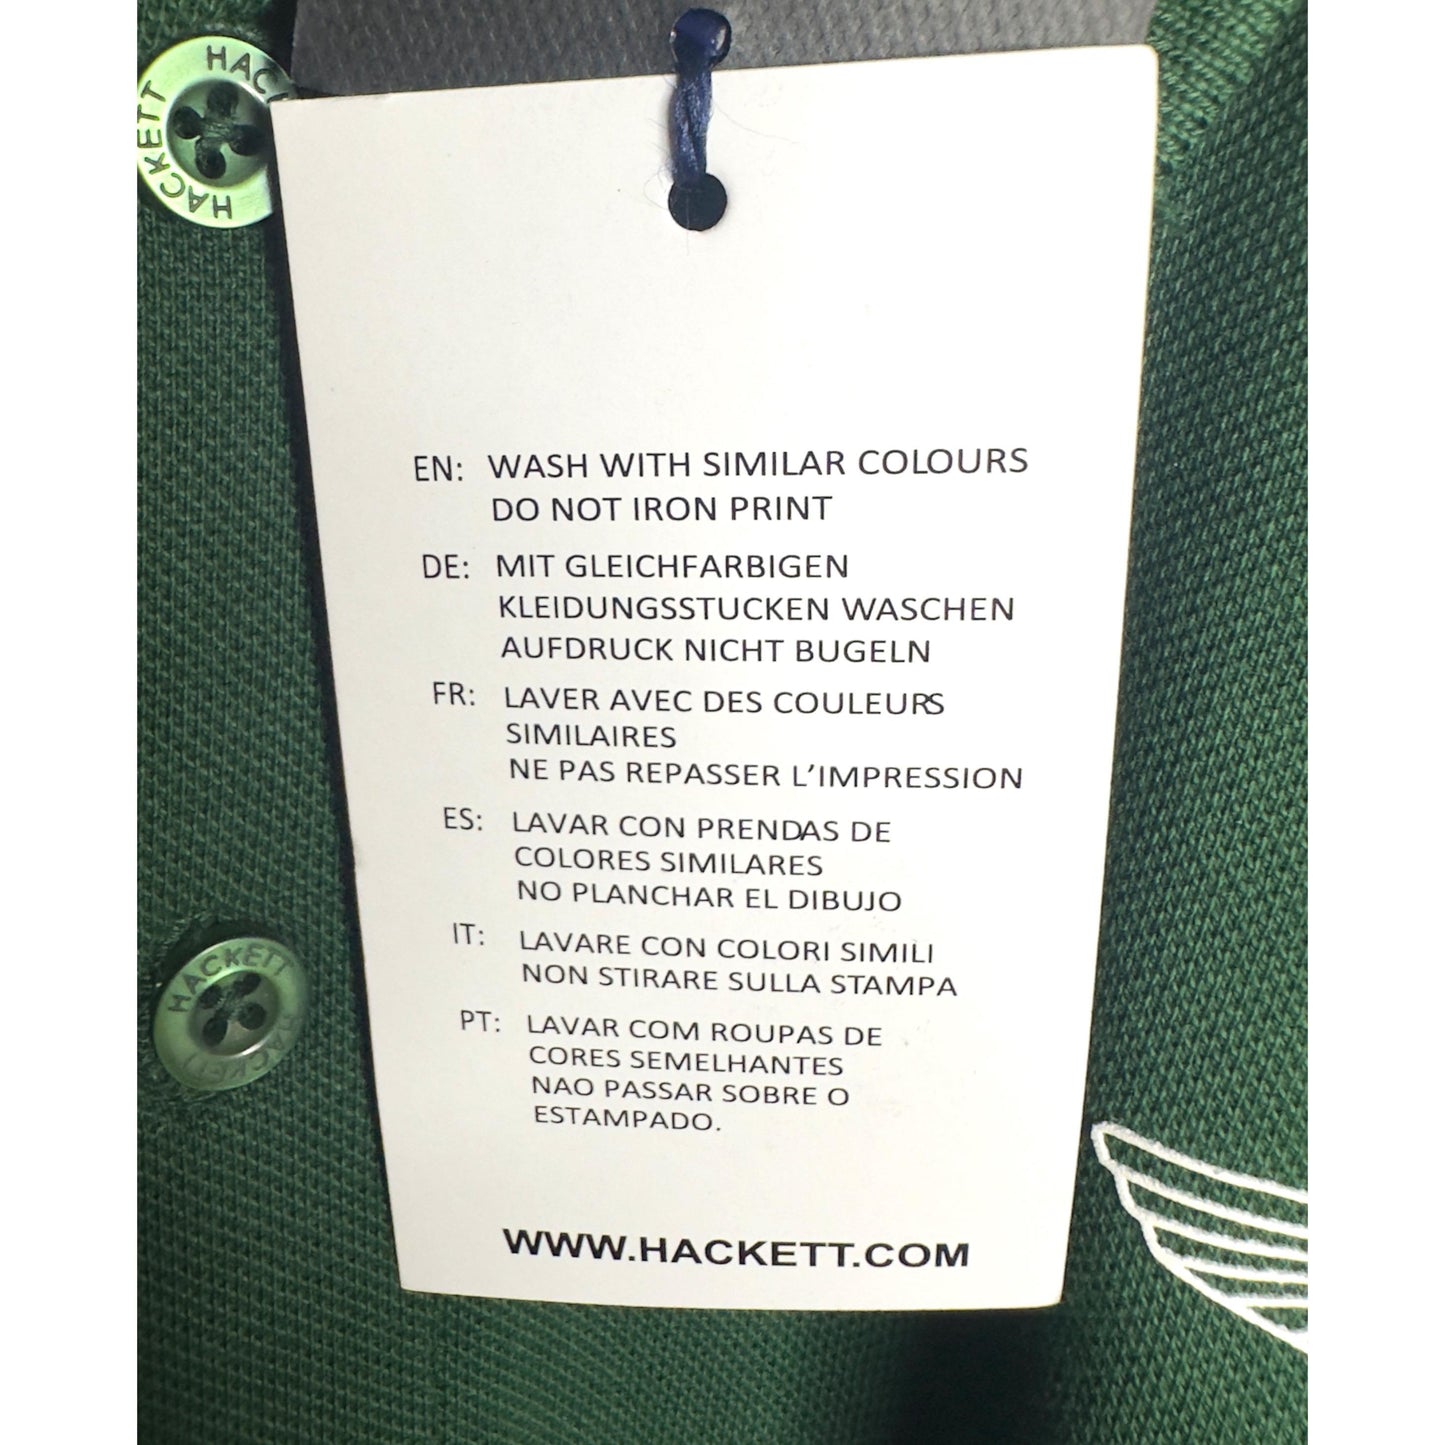 HACKETT HACKETT
EN: WASH WITH SIMILAR COLOURS
DO NOT IRON PRINT
DE: MIT GLEICHFARBIGEN
KLEIDUNGSSTUCKEN WASCHEN
AUFDRUCK NICHT BUGELN
FR: LAVER AVEC DES COULEURS
SIMILAIRES
NE PAS REPASSER L'IMPRESSION
ES: LAVAR CON PRENDAS DE
COLORES SIMILARES
NO PLANCHAR EL DIBUJO
IT: LAVARE CON COLORI SIMILI
NON STIRARE SULLA STAMPA
PT: LAVAR COM ROUPAS DE
CORES SEMELHANTES
NAO PASSAR SOBRE O
ESTAMPADO.
WWW.HACKETT.COM
HACKETT HACKETT